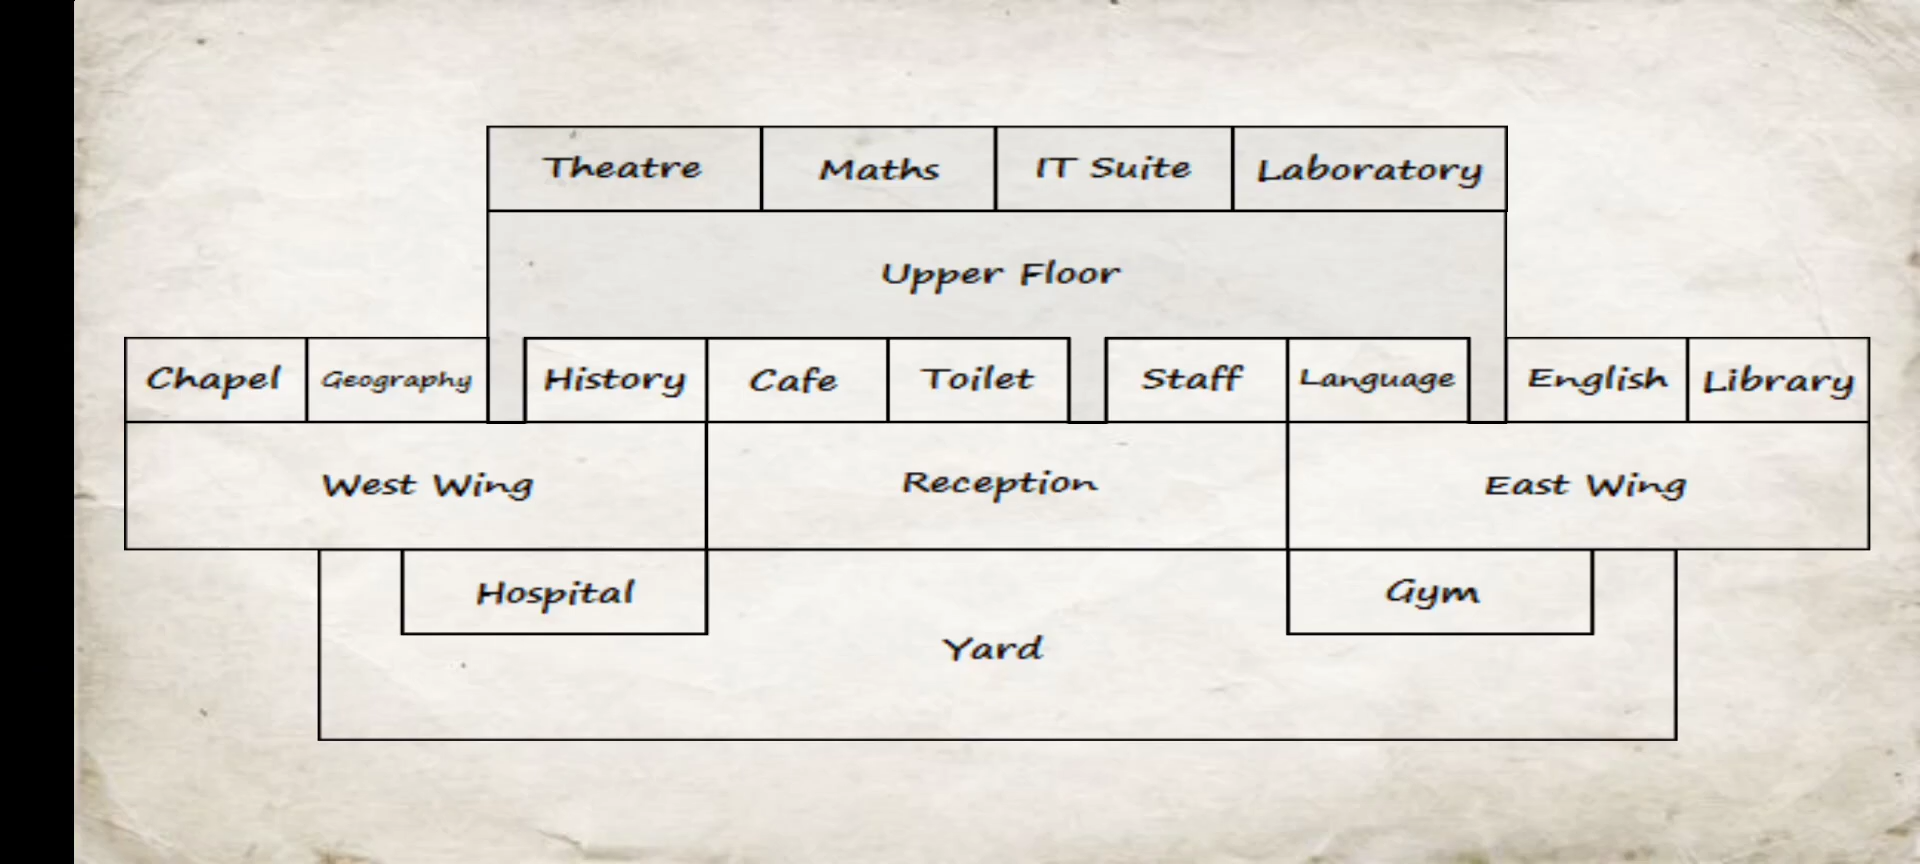 Theatre Maths IT Suite Laboratory
Upper Floor
Chapel Geography History Cafe Toilet Staff Language English Library
West Wing Reception East Wing
Hospital Gym
Yard